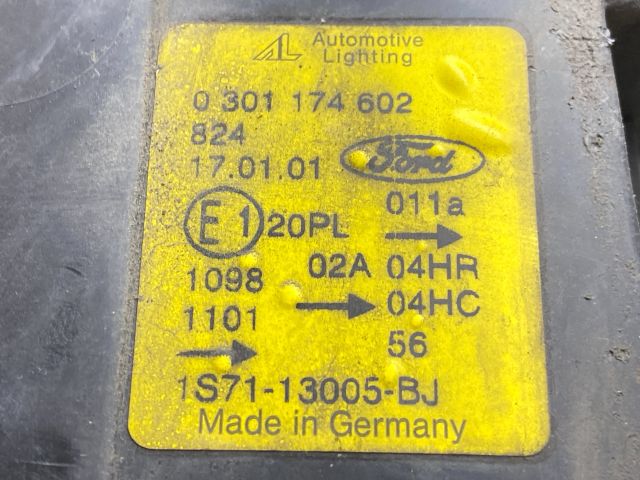 AL Automotive
Lighting
0 301 174 602
824
17.01.01 Ford
E1 20PL 011a
02A 04HR
1098 04HC
1101 56
1S71-13005-BJ
Made in Germany